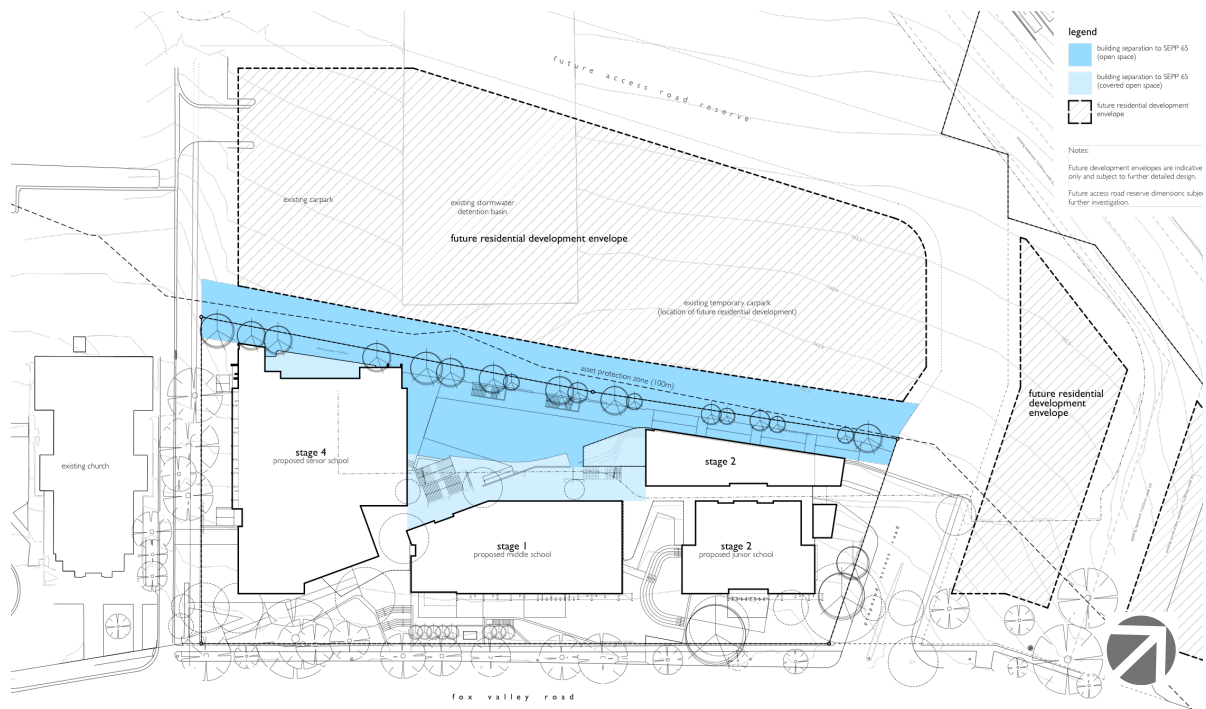 legend
building separation to SEPP 65
(open space)
building separation to SEPP 65
(covered open space)
future residential development
envelope
Notes:
Future development envelopes are indicative
only and subject to further detailed design.
Future access road reserve dimensions subje
further investigation.
future access road reserve
existing carpark
existing stormwater
detention basin
future residential development envelope
existing temporary carpark
(location of future residential development)
asset protection zone (100m)
future residential
development
envelope
existing church
stage 4
proposed senior school
stage 2
stage 1
proposed middle school
stage 2
proposed junior school
proposed access road
fox valley road